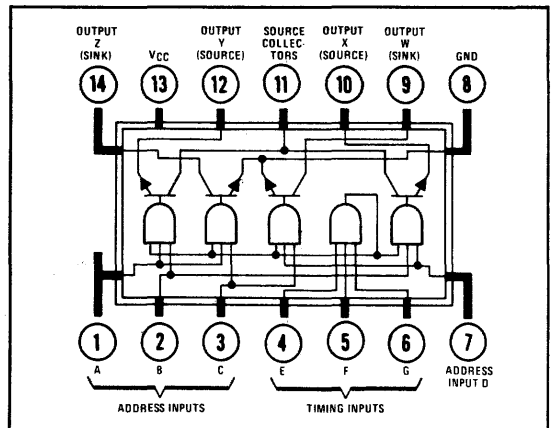 OUTPUT Z (SINK)
VCC
OUTPUT Y (SOURCE)
SOURCE COLLEC- TORS
OUTPUT X (SOURCE)
OUTPUT W (SINK)
GND
14 13 12 11 10 9 8
1 2 3 4 5 6 7
A B C E F G
ADDRESS INPUT D
ADDRESS INPUTS
TIMING INPUTS